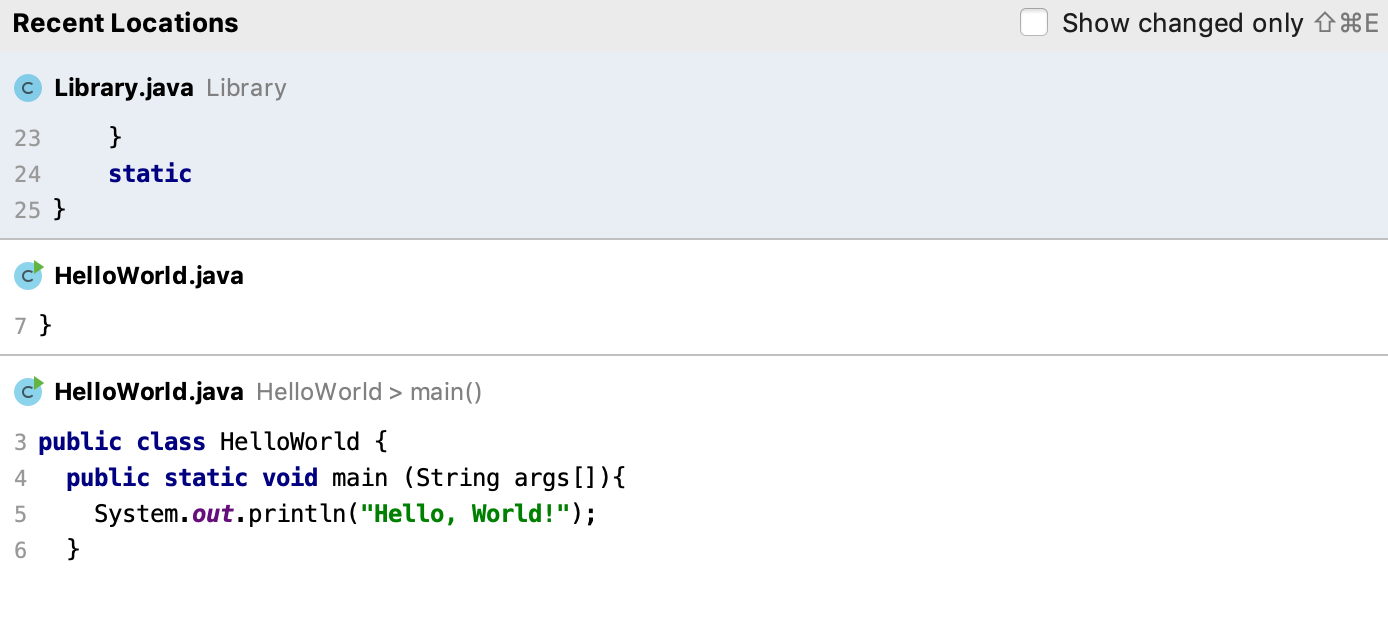 Recent Locations Show changed only ⇧⌘E
C Library.java Library
23 }
24 static
25 }
C HelloWorld.java
7 }
C HelloWorld.java HelloWorld > main()
3 public class HelloWorld {
4 public static void main (String args[]){
5 System.out.println("Hello, World!");
6 }